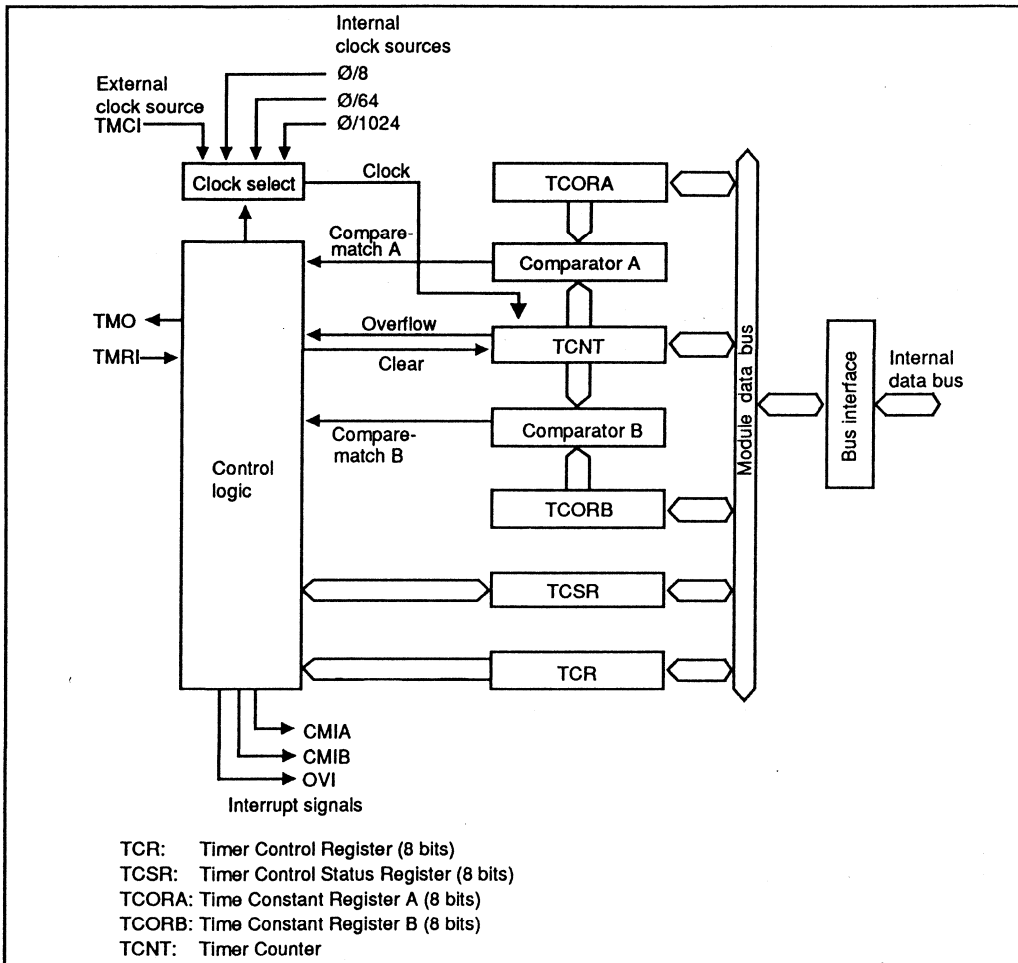 Internal
clock sources
Ø/8
External
clock source
Ø/64
TMCI
Ø/1024
Clock select
Clock
TCORA
Compare-
match A
Comparator A
TMO
Overflow
TCNT
TMRI
Clear
Module data bus
Bus interface
Internal
data bus
Compare-
match B
Comparator B
Control
logic
TCORB
TCSR
TCR
CMIA
CMIB
OVI
Interrupt signals
TCR: Timer Control Register (8 bits)
TCSR: Timer Control Status Register (8 bits)
TCORA: Time Constant Register A (8 bits)
TCORB: Time Constant Register B (8 bits)
TCNT: Timer Counter